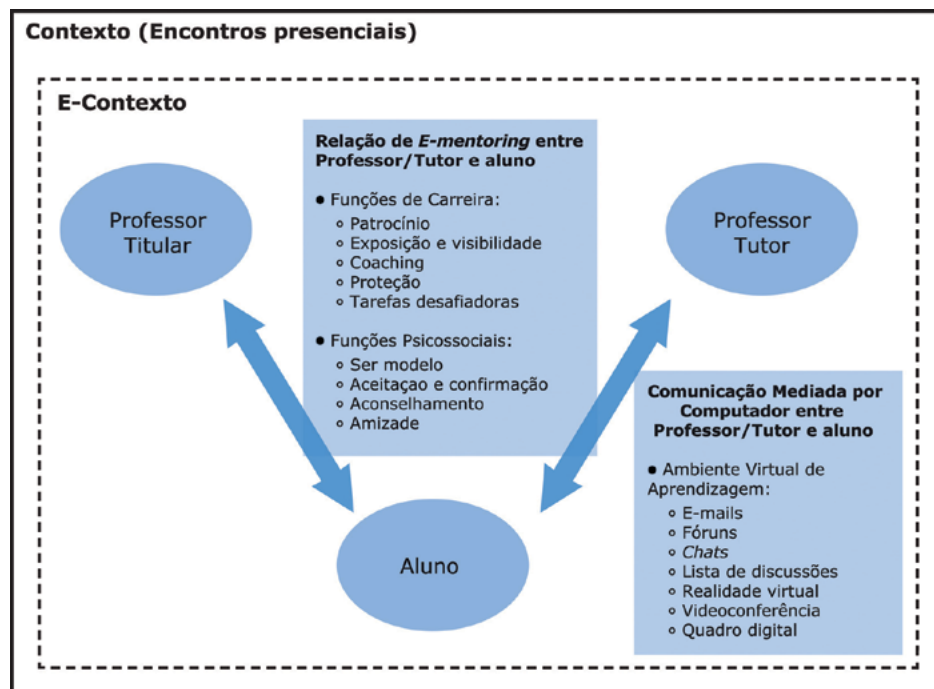 Contexto (Encontros presenciais)
E-Contexto
Professor
Titular
Relação de E-mentoring entre
Professor/Tutor e aluno
● Funções de Carreira:
○ Patrocínio
○ Exposição e visibilidade
○ Coaching
○ Proteção
○ Tarefas desafiadoras
● Funções Psicossociais:
○ Ser modelo
○ Aceitaçao e confirmação
○ Aconselhamento
○ Amizade
Professor
Tutor
Aluno
Comunicação Mediada por
Computador entre
Professor/Tutor e aluno
● Ambiente Virtual de
Aprendizagem:
○ E-mails
○ Fóruns
○ Chats
○ Lista de discussões
○ Realidade virtual
○ Videoconferência
○ Quadro digital